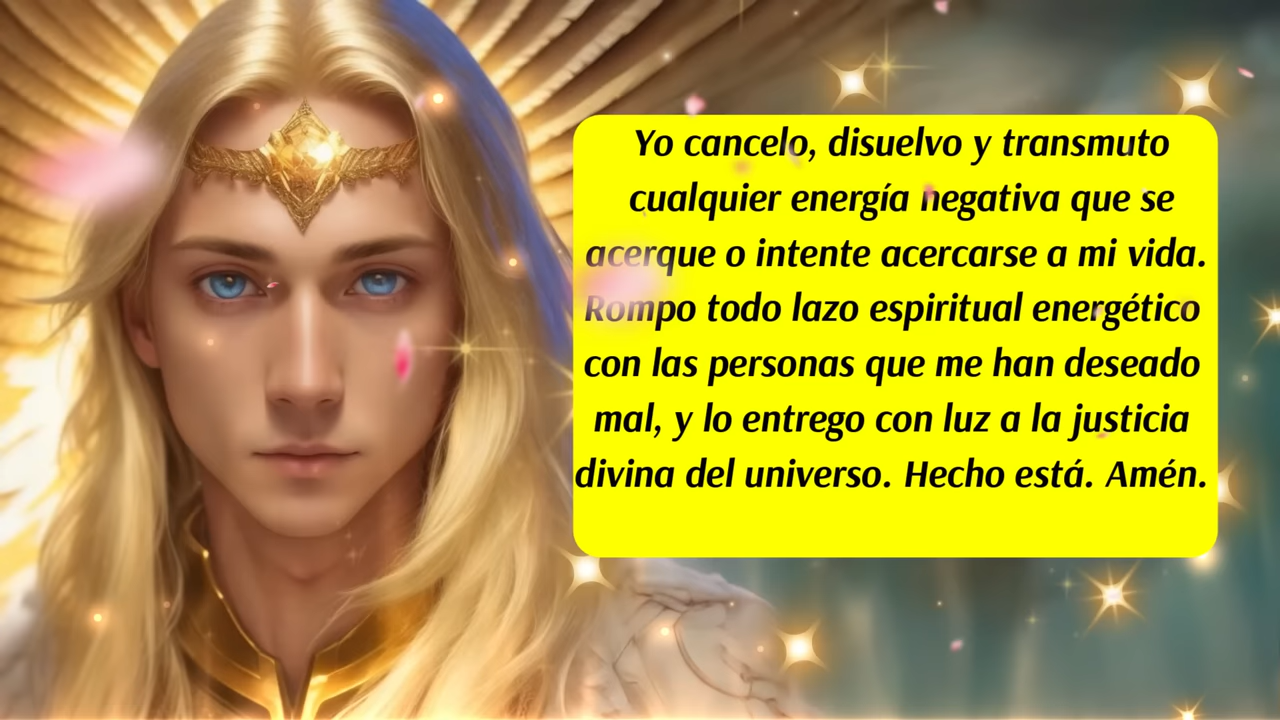 Yo cancelo, disuelvo y transmuto
cualquier energía negativa que se
acerque o intente acercarse a mi vida.
Rompo todo lazo espiritual energético
con las personas que me han deseado
mal, y lo entrego con luz a la justicia
divina del universo. Hecho está. Amén.